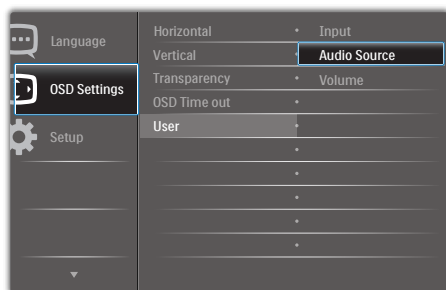 Language
OSD Settings
Setup
Horizontal
Vertical
Transparency
OSD Time out
User
Input
Audio Source
Volume